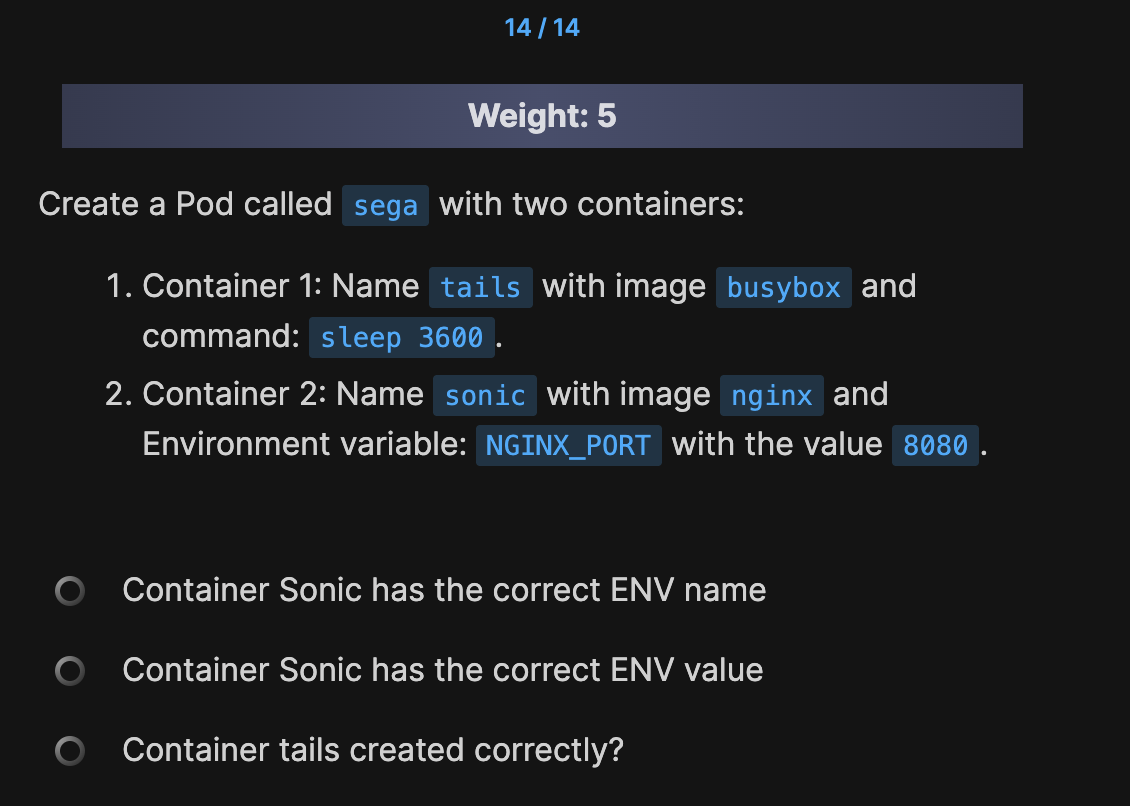 14 / 14
Weight: 5
Create a Pod called sega with two containers:
1. Container 1: Name tails with image busybox and
command: sleep 3600.
2. Container 2: Name sonic with image nginx and
Environment variable: NGINX_PORT with the value 8080.
Container Sonic has the correct ENV name
Container Sonic has the correct ENV value
Container tails created correctly?